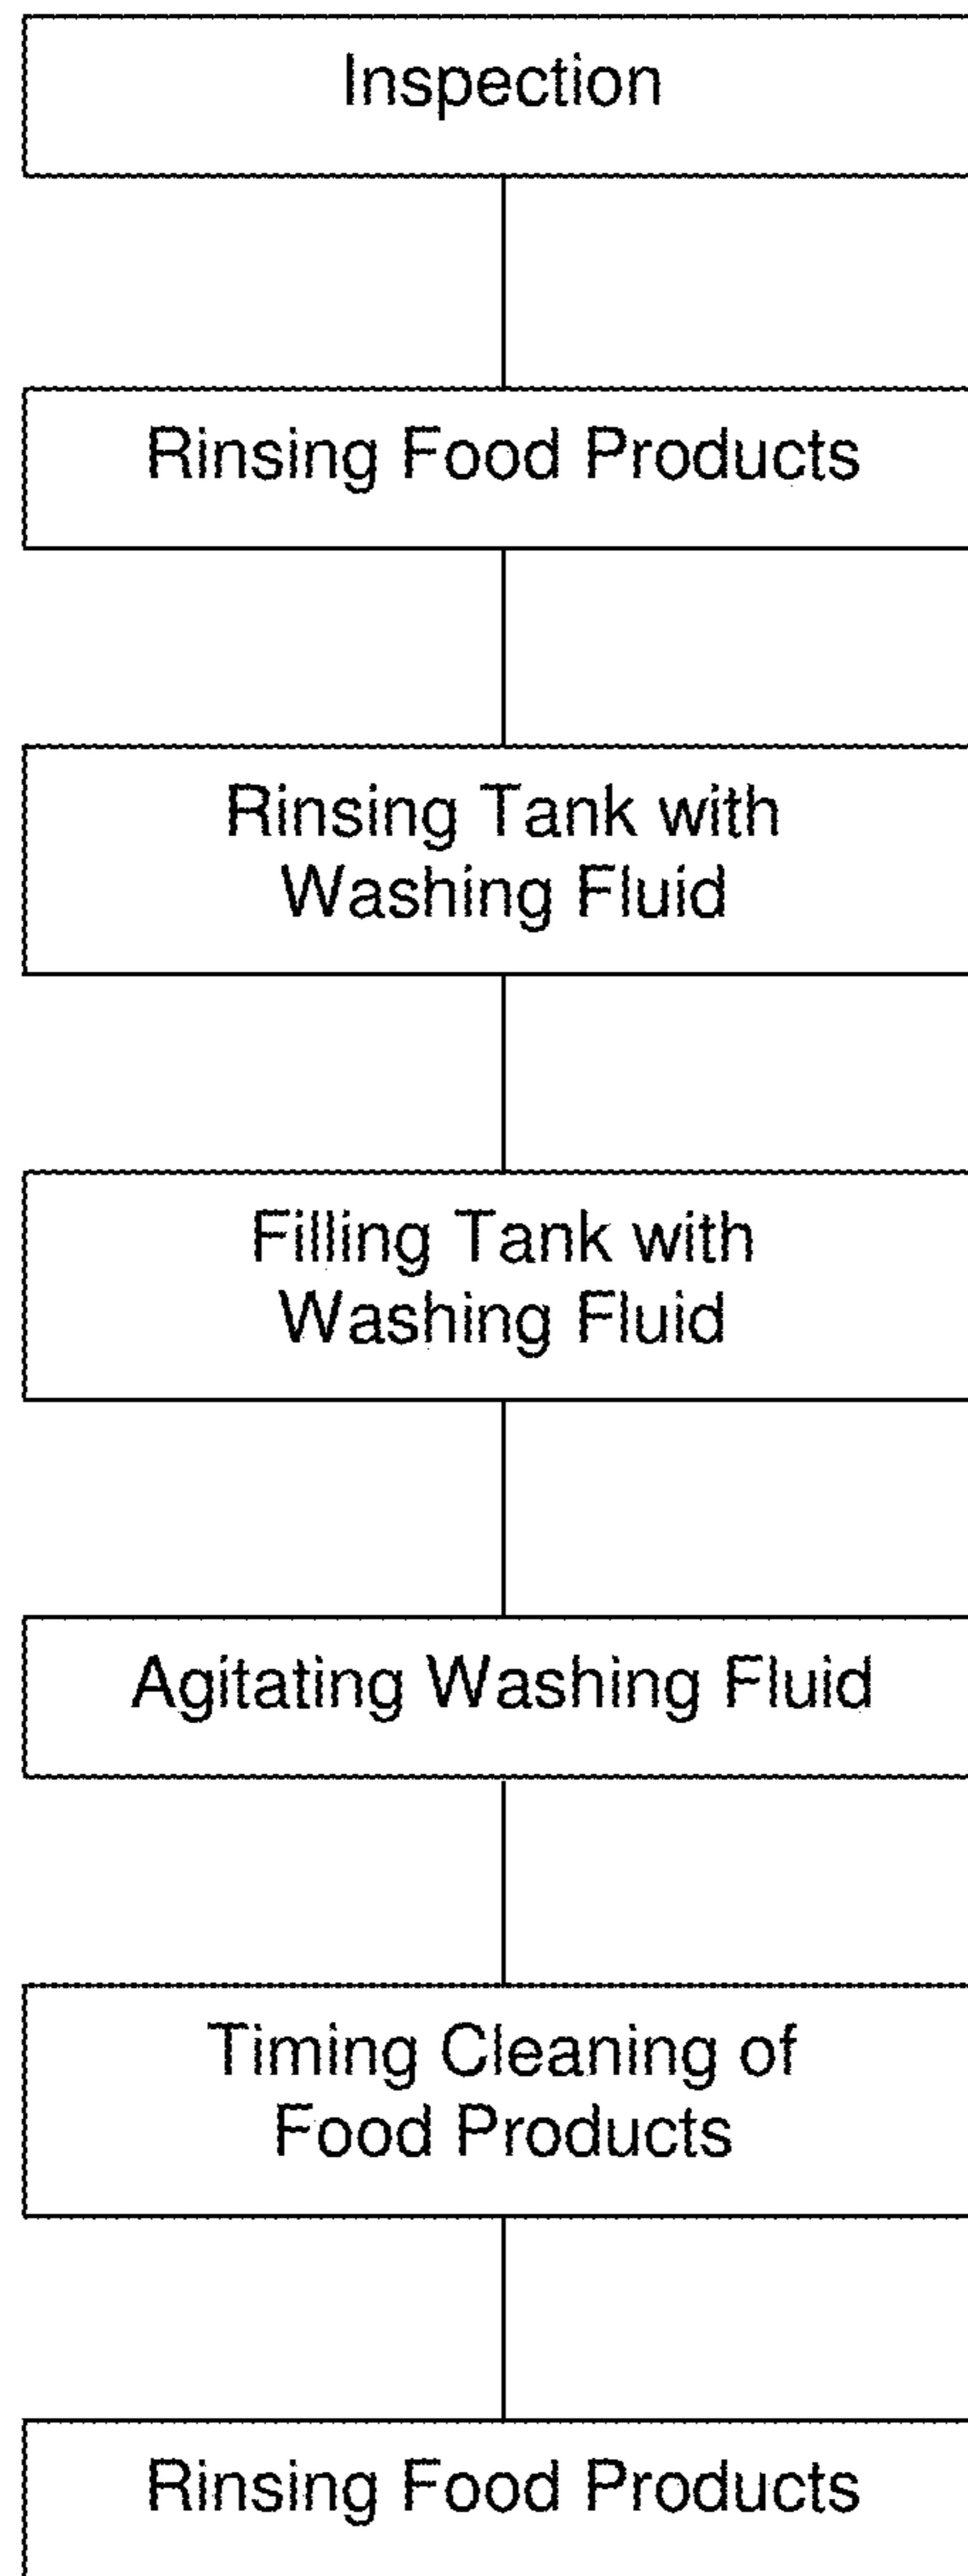 Inspection
Rinsing Food Products
Rinsing Tank with
Washing Fluid
Filling Tank with
Washing Fluid
Agitating Washing Fluid
Timing Cleaning of
Food Products
Rinsing Food Products